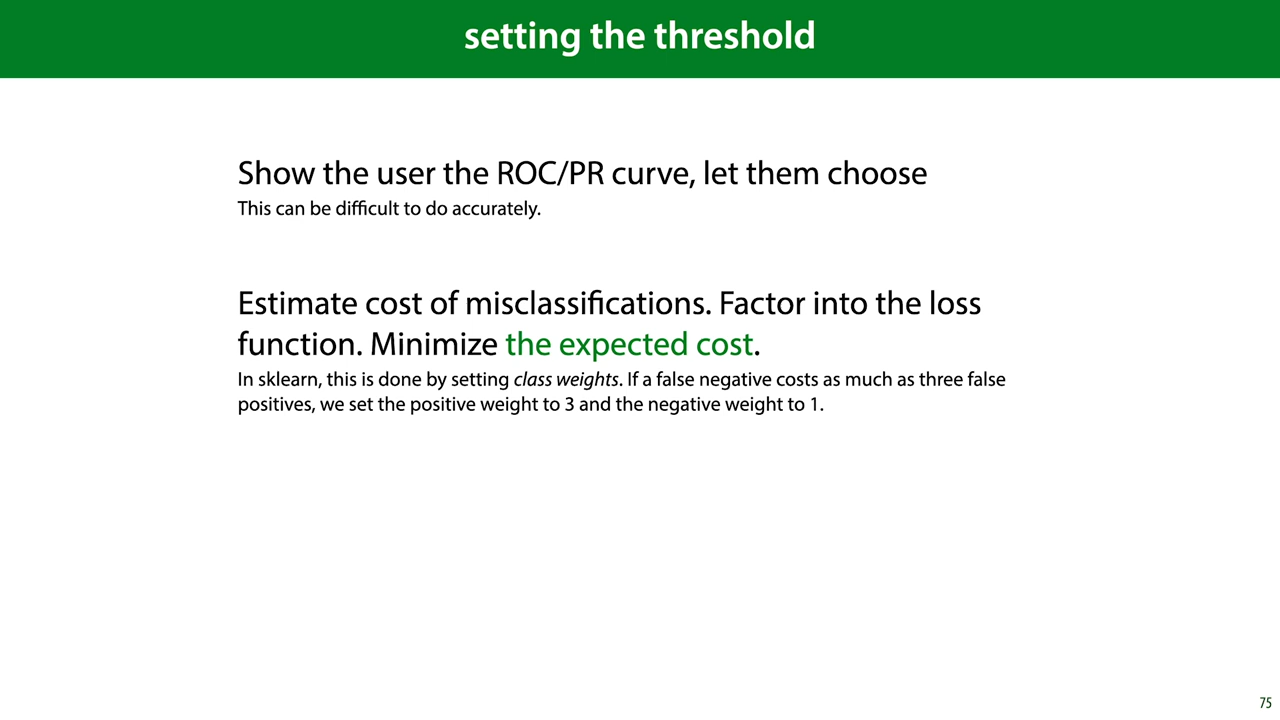 setting the threshold
Show the user the ROC/PR curve, let them choose
This can be difficult to do accurately.
Estimate cost of misclassifications. Factor into the loss
function. Minimize the expected cost.
In sklearn, this is done by setting class weights. If a false negative costs as much as three false
positives, we set the positive weight to 3 and the negative weight to 1.
75